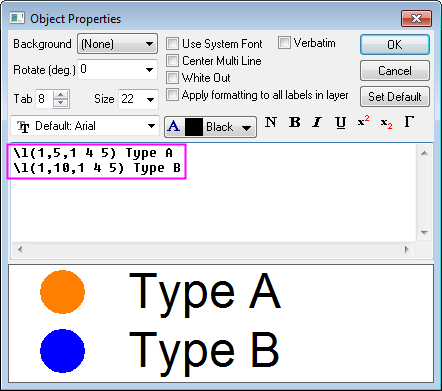 Object Properties
Background (None) Use System Font Verbatim OK
Rotate (deg.) 0 Center Multi Line
White Out Cancel
Tab 8 Size 22 Apply formatting to all labels in layer Set Default
Default: Arial A Black N B I U x² x₂ Γ
\l(1,5,1 4 5) Type A
\l(1,10,1 4 5) Type B
Type A
Type B